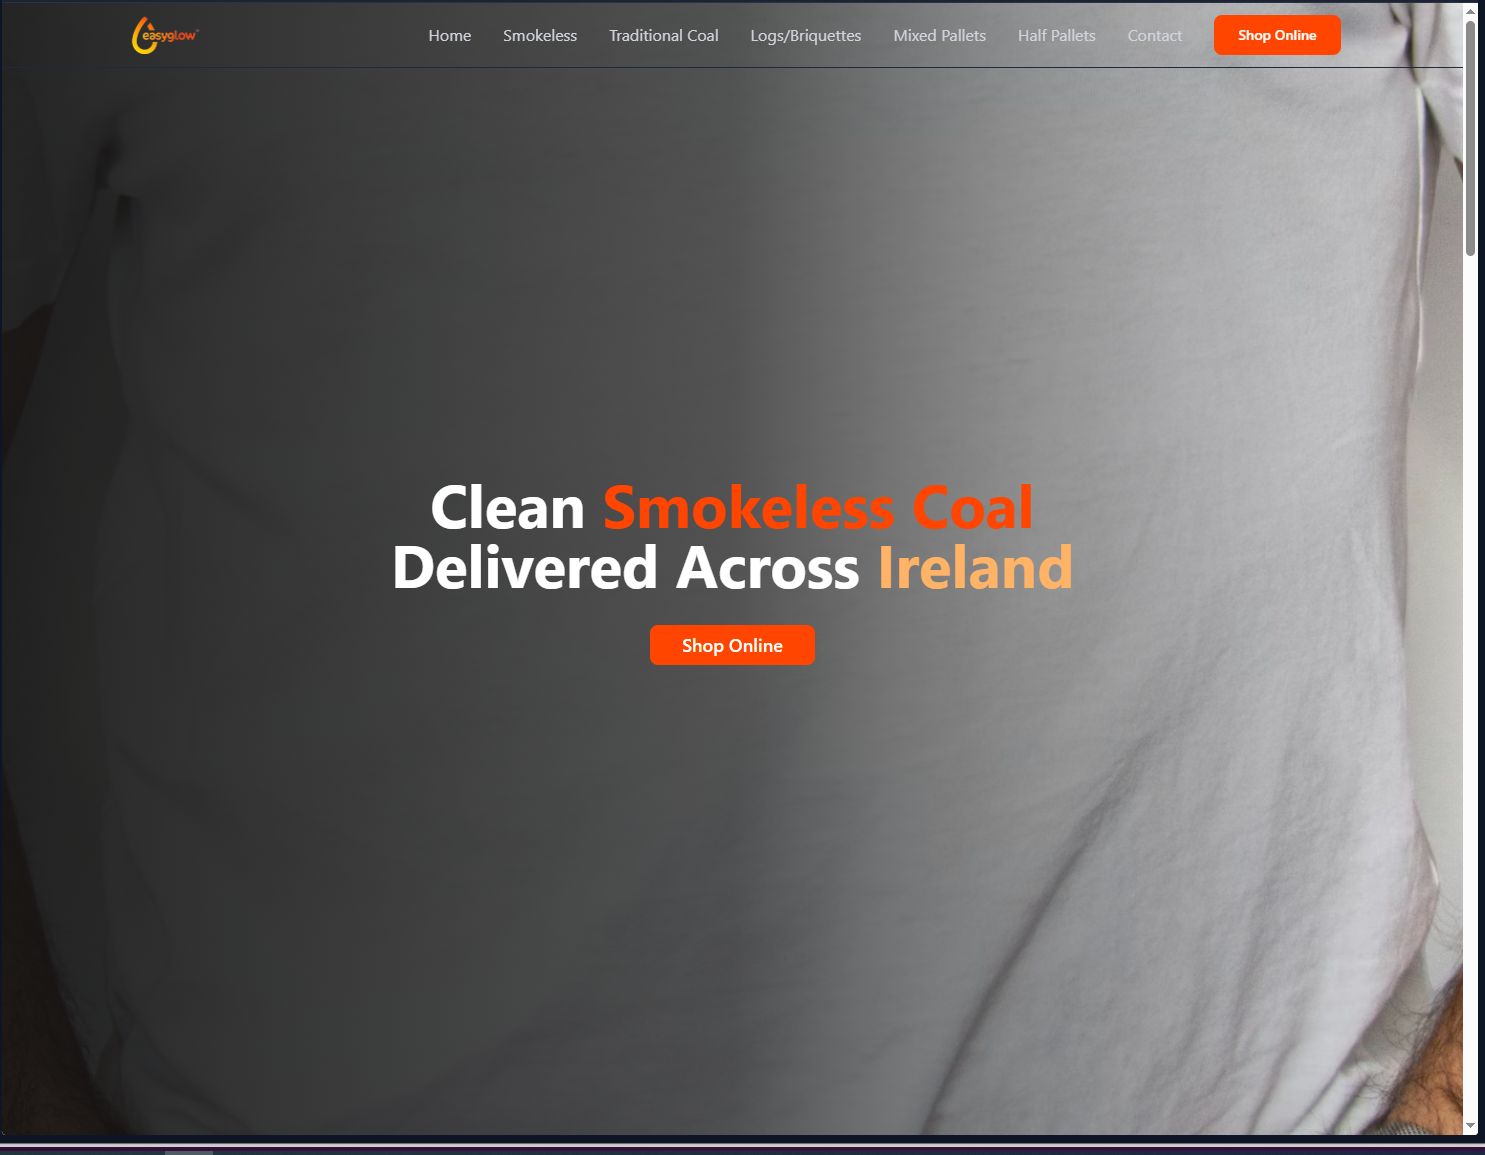 easyglow
Home Smokeless Traditional Coal Logs/Briquettes Mixed Pallets Half Pallets Contact Shop Online
Clean Smokeless Coal
Delivered Across Ireland
Shop Online